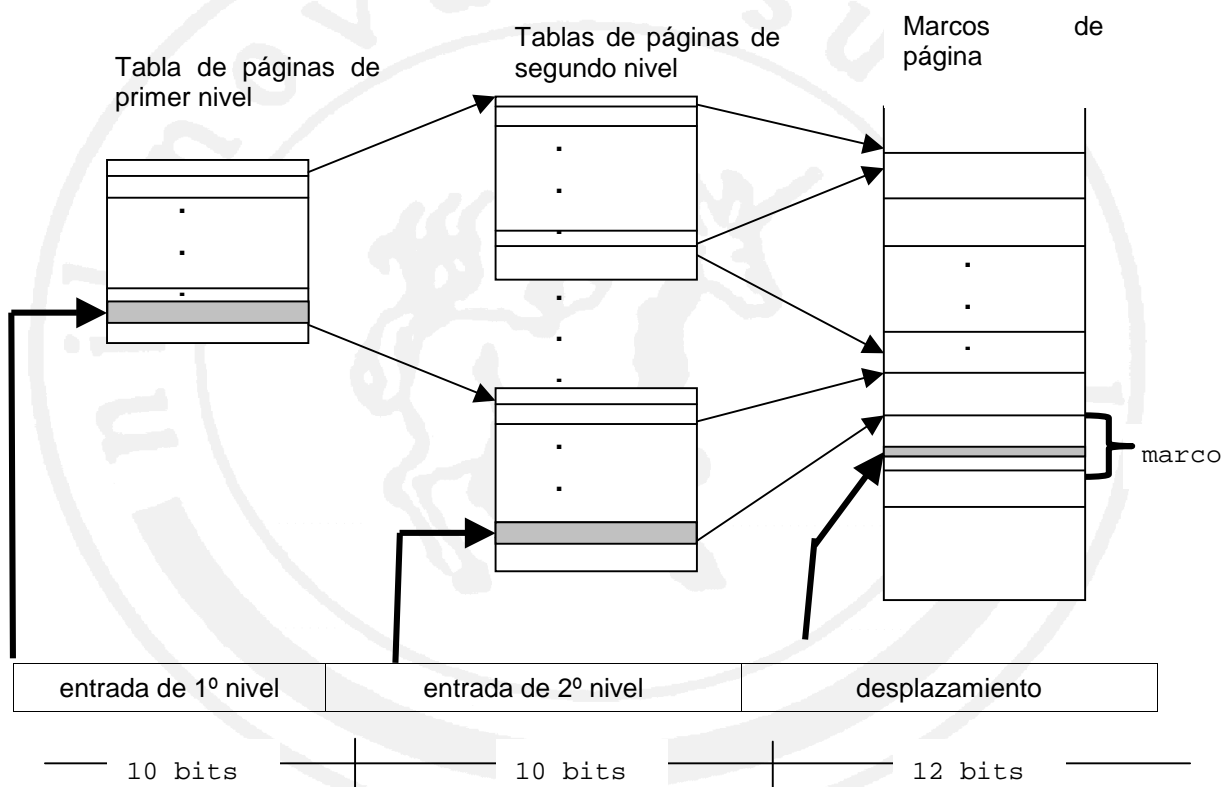 Tabla de páginas de
primer nivel
Tablas de páginas de
segundo nivel
Marcos de
página
marco
entrada de 1º nivel
entrada de 2º nivel
desplazamiento
10 bits
10 bits
12 bits